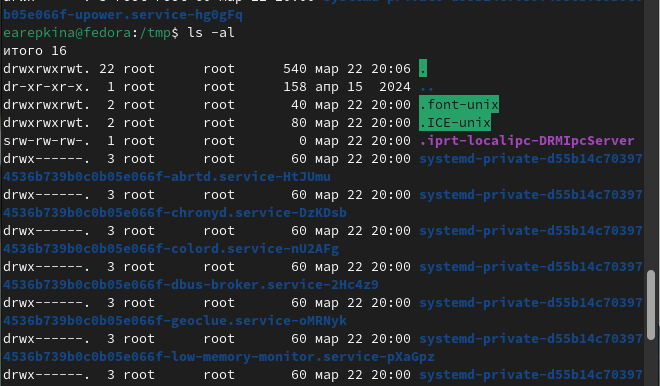 b05e066f-upower.service-hg0gFq
earepkina@fedora:/tmp$ ls -al
итого 16
drwxrwxrwt. 22 root      root      540 мар 22 20:06 .
dr-xr-xr-x.  1 root      root      158 апр 15  2024 ..
drwxrwxrwt.  2 root      root       40 мар 22 20:00 .font-unix
drwxrwxrwt.  2 root      root       80 мар 22 20:00 .ICE-unix
srw-rw-rw-.  1 root      root        0 мар 22 20:00 .iprt-localipc-DRMIpcServer
drwx------.  3 root      root       60 мар 22 20:00 systemd-private-d55b14c70397
4536b739b0c0b05e066f-abrtd.service-HtJUmu
drwx------.  3 root      root       60 мар 22 20:00 systemd-private-d55b14c70397
4536b739b0c0b05e066f-chronyd.service-DzKDsb
drwx------.  3 root      root       60 мар 22 20:00 systemd-private-d55b14c70397
4536b739b0c0b05e066f-colord.service-nU2AFg
drwx------.  3 root      root       60 мар 22 20:00 systemd-private-d55b14c70397
4536b739b0c0b05e066f-dbus-broker.service-2Hc4z9
drwx------.  3 root      root       60 мар 22 20:00 systemd-private-d55b14c70397
4536b739b0c0b05e066f-geoclue.service-oMRNyk
drwx------.  3 root      root       60 мар 22 20:00 systemd-private-d55b14c70397
4536b739b0c0b05e066f-low-memory-monitor.service-pXaGpz
drwx------.  3 root      root       60 мар 22 20:00 systemd-private-d55b14c70397